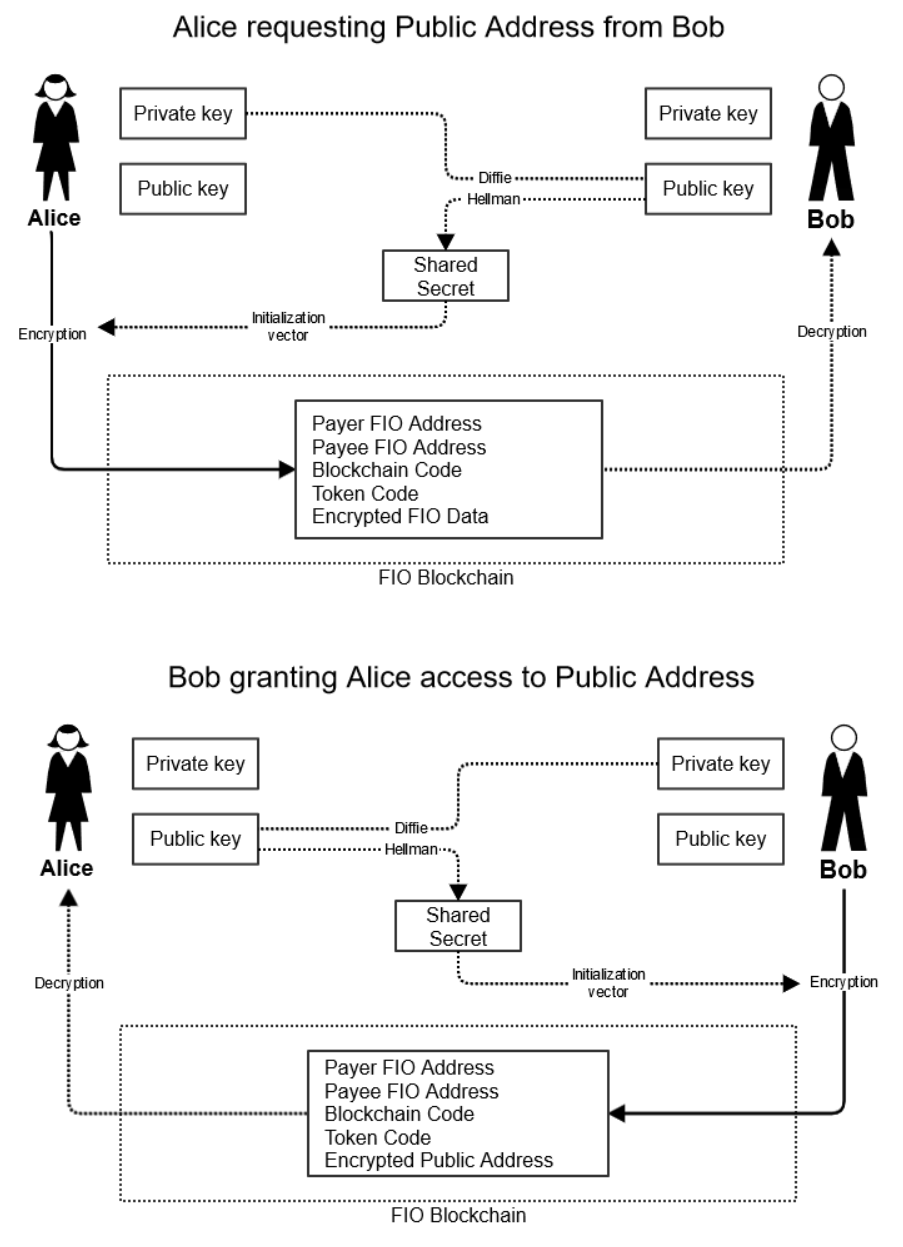 Alice requesting Public Address from Bob
Private key
Private key
Public key
Diffie
Public key
Hellman
Alice
Bob
Shared
Secret
Initialization
vector
Encryption
Decryption
Payer FIO Address
Payee FIO Address
Blockchain Code
Token Code
Encrypted FIO Data
FIO Blockchain
Bob granting Alice access to Public Address
Private key
Private key
Public key
Diffie
Public key
Hellman
Alice
Bob
Shared
Secret
Initialization
vector
Decryption
Encryption
Payer FIO Address
Payee FIO Address
Blockchain Code
Token Code
Encrypted Public Address
FIO Blockchain